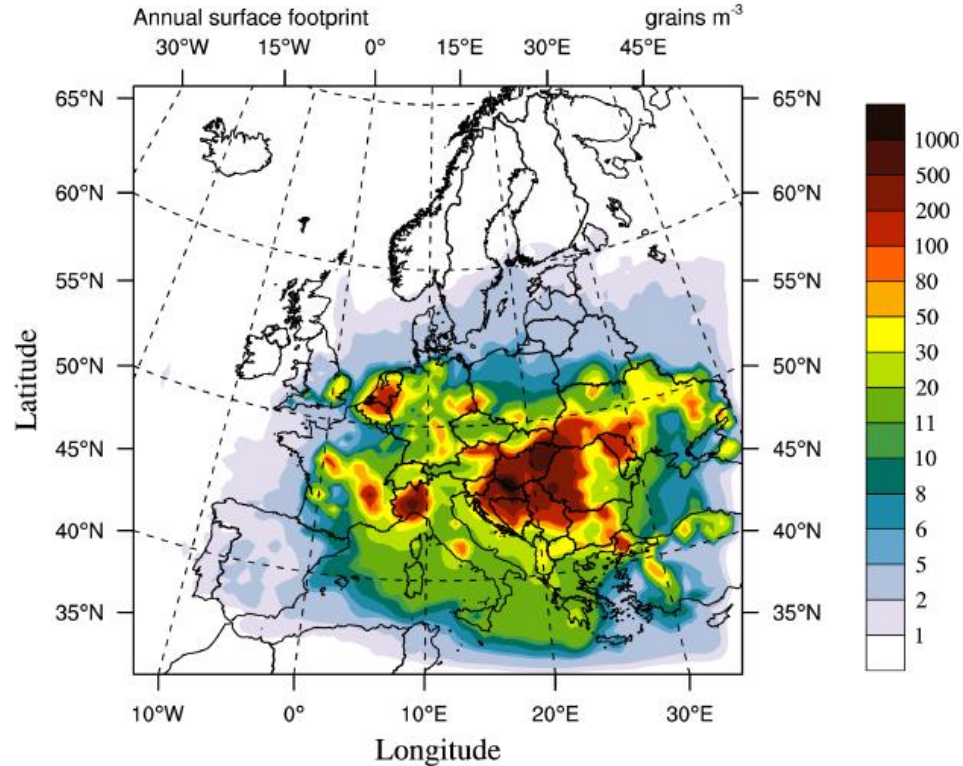 Annual surface footprint grains m⁻³
30°W 15°W 0° 15°E 30°E 45°E
65°N 65°N
60°N 60°N
55°N 55°N
50°N 50°N
45°N 45°N
40°N 40°N
35°N 35°N
10°W 0° 10°E 20°E 30°E
Latitude
Longitude
1000
500
200
100
80
50
30
20
11
10
8
6
5
2
1